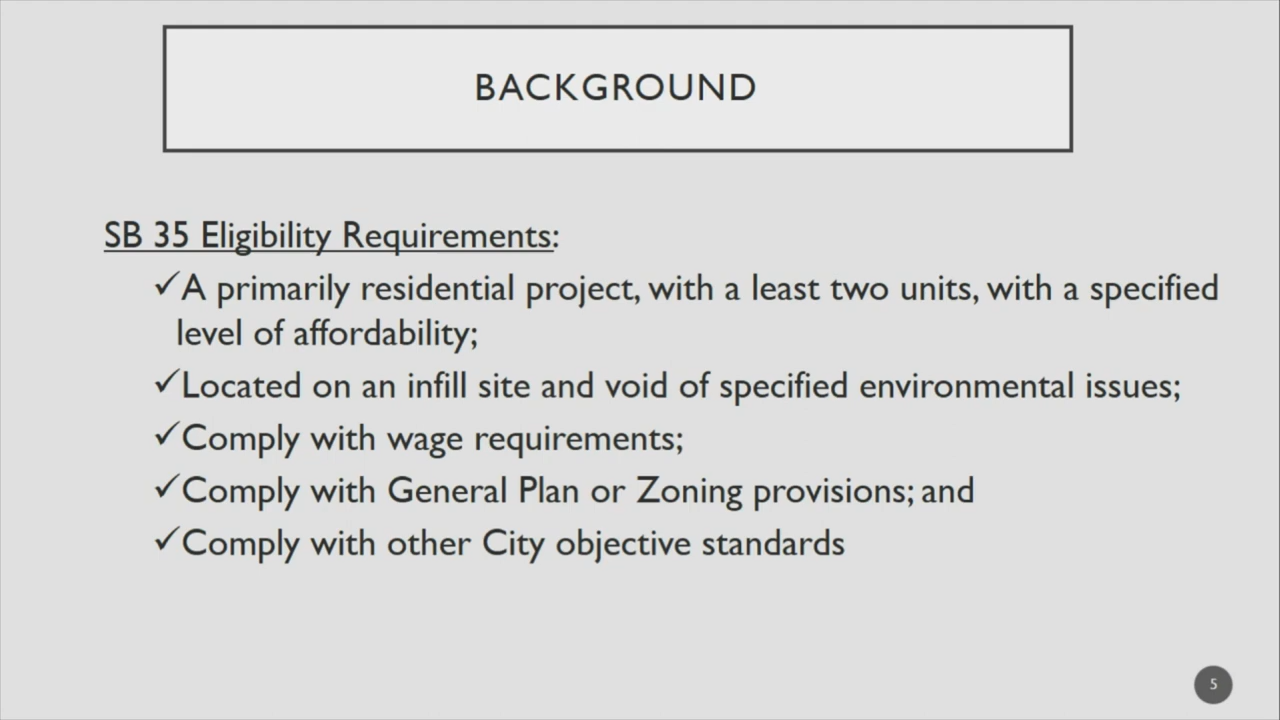 BACKGROUND
SB 35 Eligibility Requirements:
✓A primarily residential project, with a least two units, with a specified
level of affordability;
✓Located on an infill site and void of specified environmental issues;
✓Comply with wage requirements;
✓Comply with General Plan or Zoning provisions; and
✓Comply with other City objective standards
5